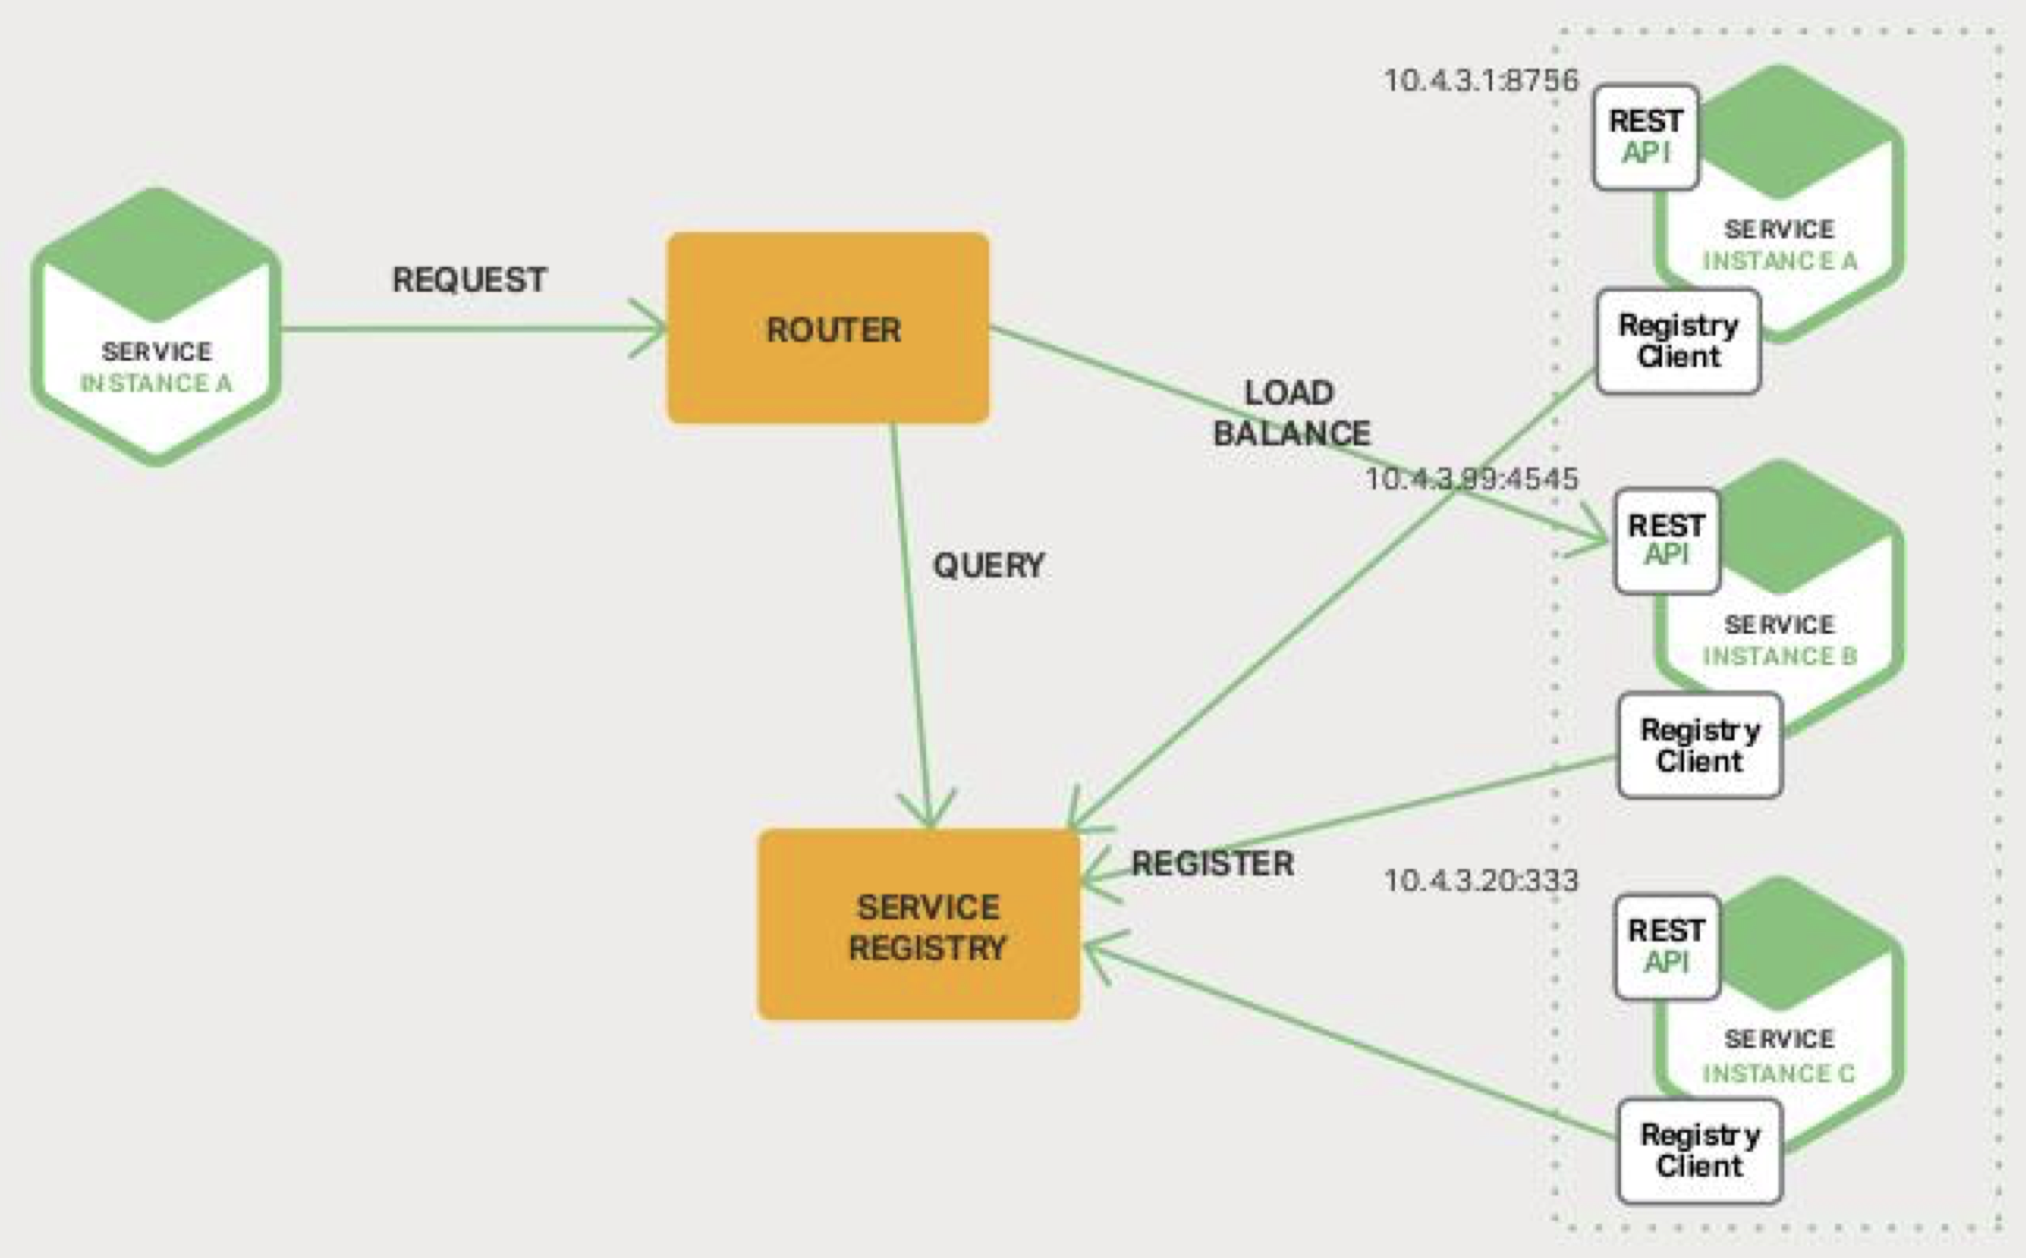 SERVICE
INSTANCE A
REQUEST
ROUTER
LOAD
BALANCE
QUERY
SERVICE
REGISTRY
REGISTER
10.4.3.1:8756
REST
API
SERVICE
INSTANCE A
Registry
Client
10.4.3.99:4545
REST
API
SERVICE
INSTANCE B
Registry
Client
10.4.3.20:333
REST
API
SERVICE
INSTANCE C
Registry
Client